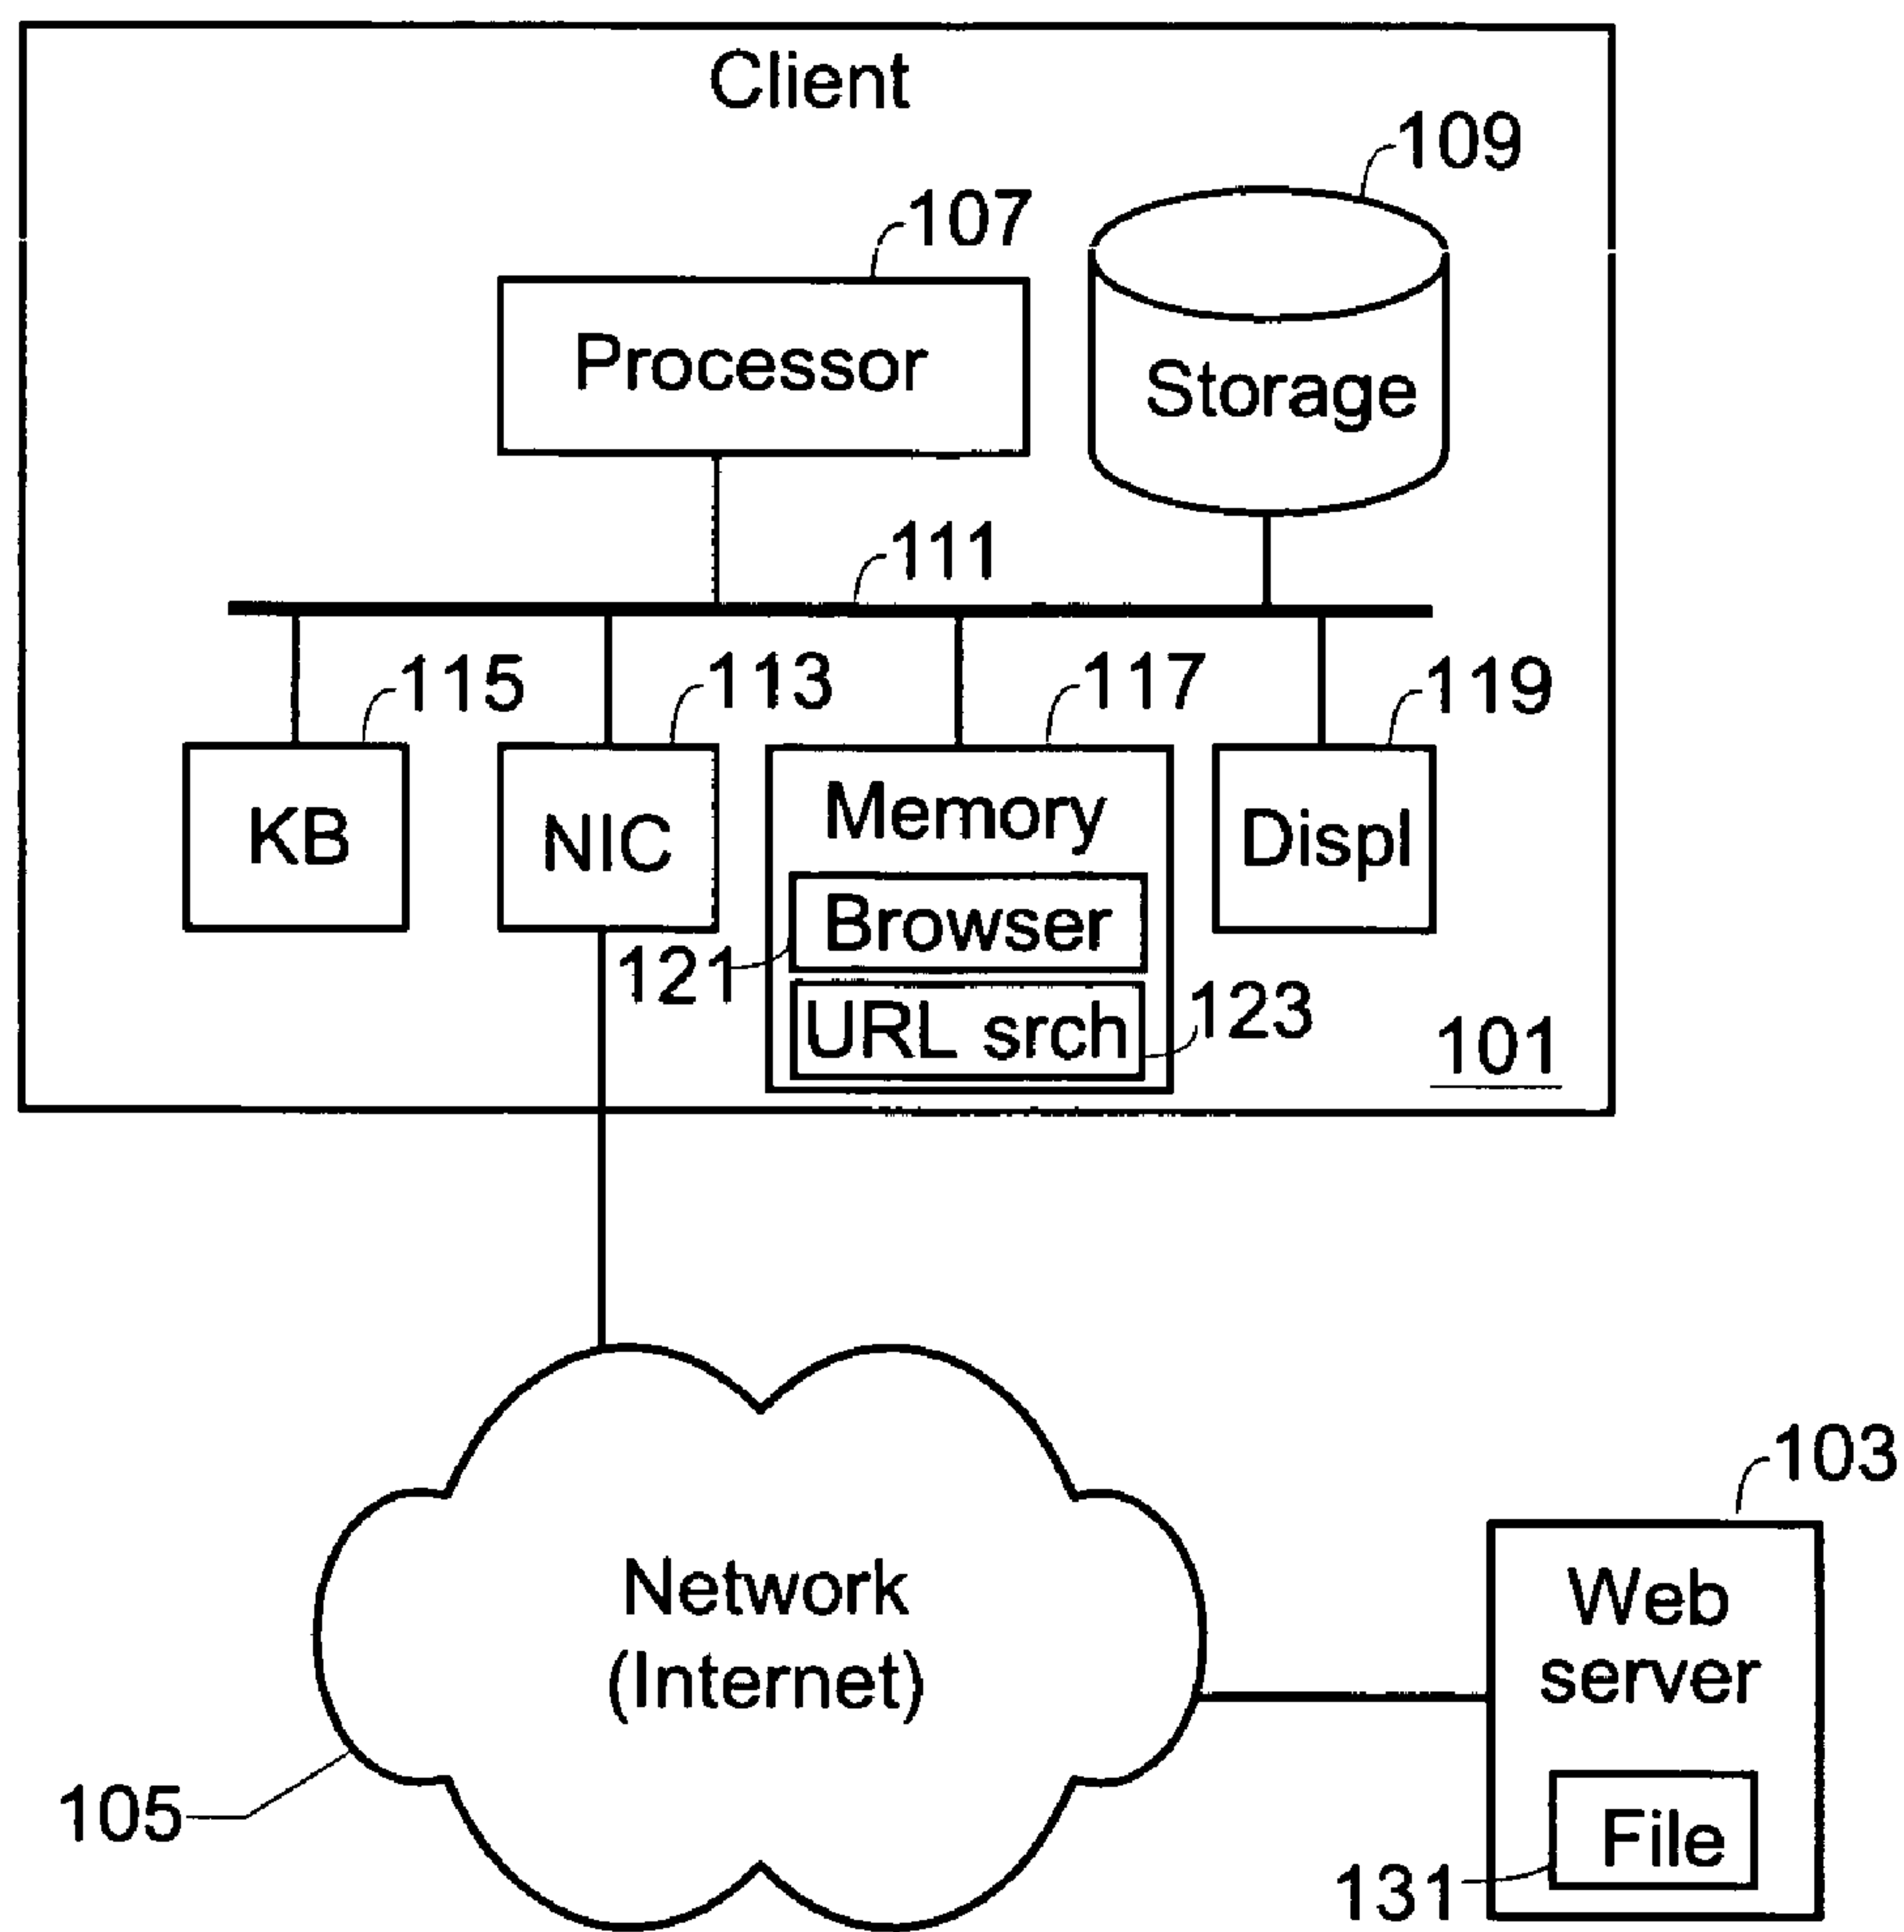 Client
109
107
Processor
Storage
111
115
113
117
119
KB
NIC
Memory
Displ
Browser
121
URL srch
123
101
103
Network
(Internet)
Web
server
105
File
131